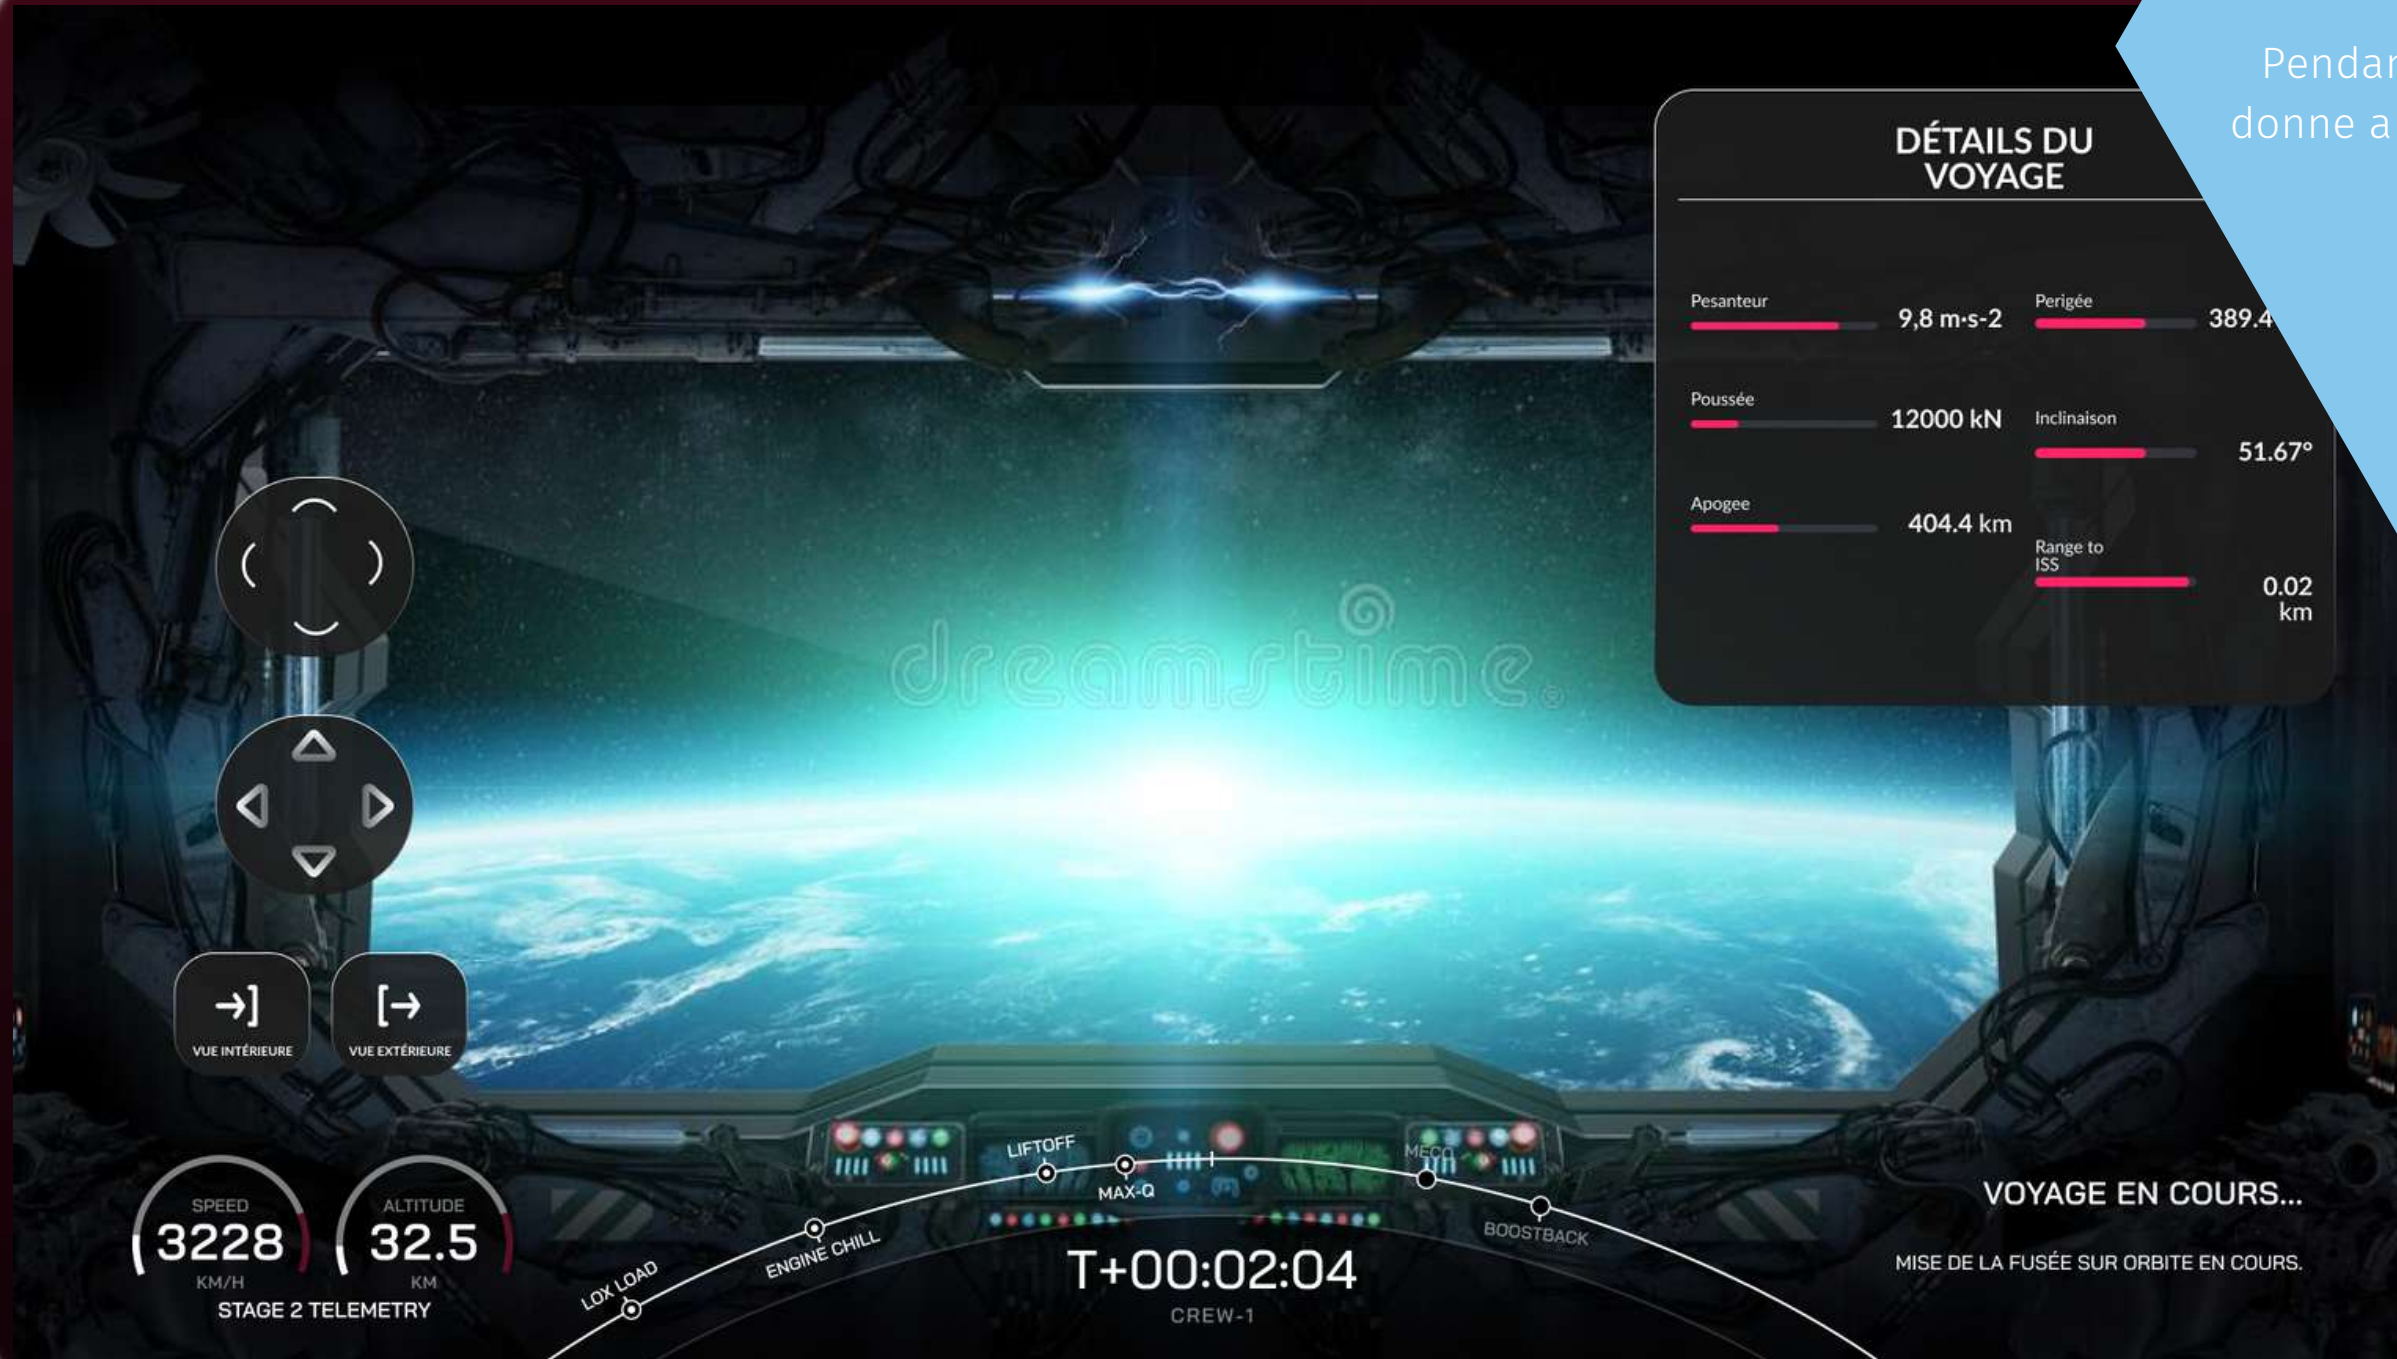 donne a
DÉTAILS DU
VOYAGE
Pesanteur
9,8 m·s-2
Perigée
Poussée
12000 kN
Inclinaison
51.67°
Apogee
404.4 km
Range to
ISS
0.02
km
dreamstime®
VUE INTÉRIEURE
VUE EXTÉRIEURE
SPEED
3228
KM/H
ALTITUDE
32.5
KM
STAGE 2 TELEMETRY
LOX LOAD
ENGINE CHILL
LIFTOFF
MAX-Q
MECO
BOOSTBACK
T+00:02:04
CREW-1
VOYAGE EN COURS...
MISE DE LA FUSÉE SUR ORBITE EN COURS.